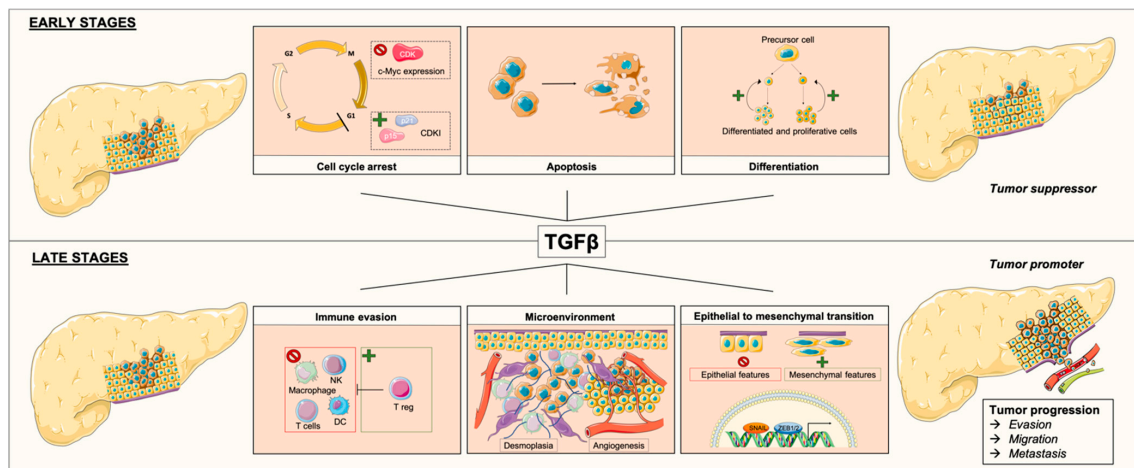 EARLY STAGES
G2
M
S
G1
CDK
c-Myc expression
p21
p15
CDKI
Cell cycle arrest
Apoptosis
Precursor cell
Differentiated and proliferative cells
Differentiation
Tumor suppressor
TGFβ
LATE STAGES
Tumor promoter
Immune evasion
NK
Macrophage
T cells
DC
T reg
Microenvironment
Desmoplasia
Angiogenesis
Epithelial to mesenchymal transition
Epithelial features
Mesenchymal features
SNAIL
ZEB1/2
Tumor progression
→ Evasion
→ Migration
→ Metastasis